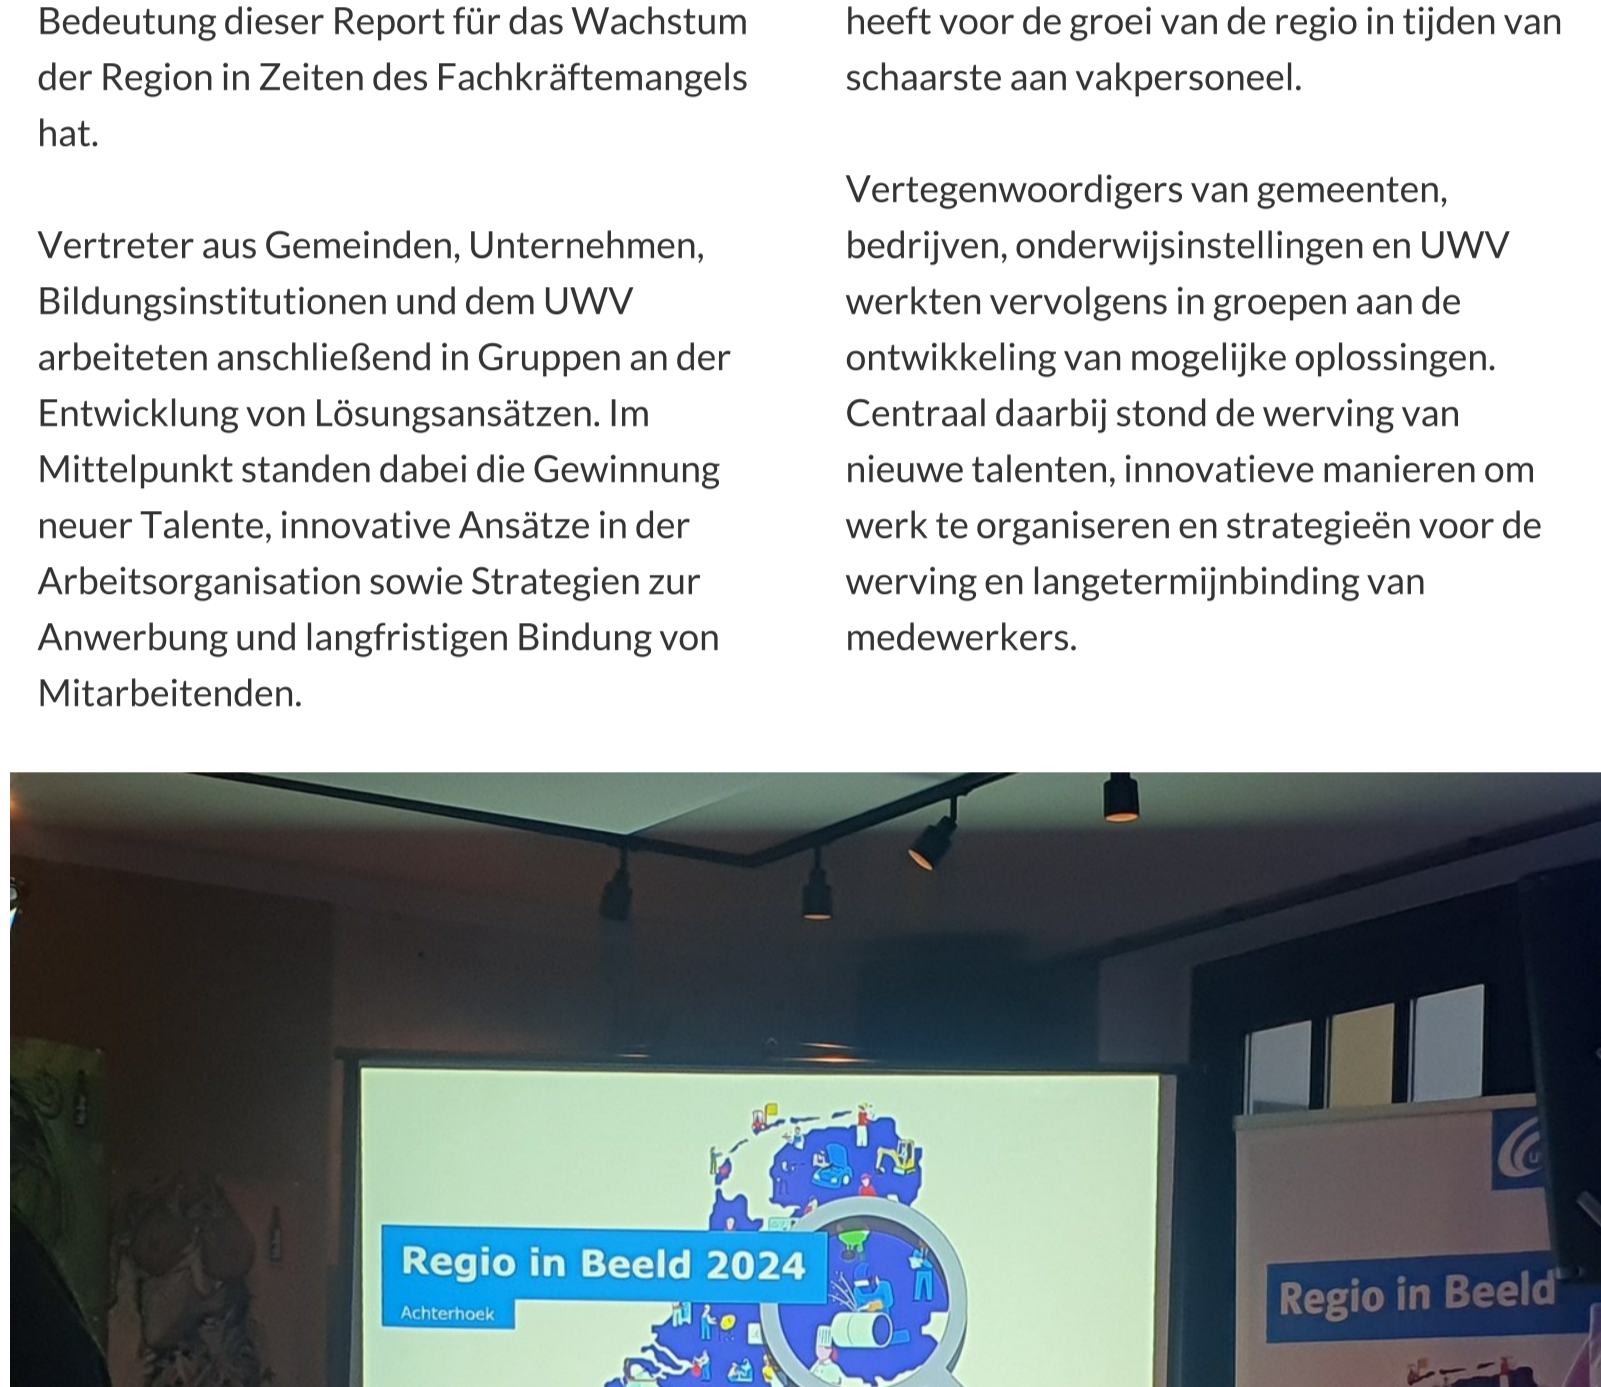 Bedeutung dieser Report für das Wachstum
der Region in Zeiten des Fachkräftemangels
hat.
Vertreter aus Gemeinden, Unternehmen,
Bildungsinstitutionen und dem UWV
arbeiteten anschließend in Gruppen an der
Entwicklung von Lösungsansätzen. Im
Mittelpunkt standen dabei die Gewinnung
neuer Talente, innovative Ansätze in der
Arbeitsorganisation sowie Strategien zur
Anwerbung und langfristigen Bindung von
Mitarbeitenden.
heeft voor de groei van de regio in tijden van
schaarste aan vakpersoneel.
Vertegenwoordigers van gemeenten,
bedrijven, onderwijsinstellingen en UWV
werkten vervolgens in groepen aan de
ontwikkeling van mogelijke oplossingen.
Centraal daarbij stond de werving van
nieuwe talenten, innovatieve manieren om
werk te organiseren en strategieën voor de
werving en langetermijnbinding van
medewerkers.
Regio in Beeld 2024
Achterhoek
Regio in Beeld